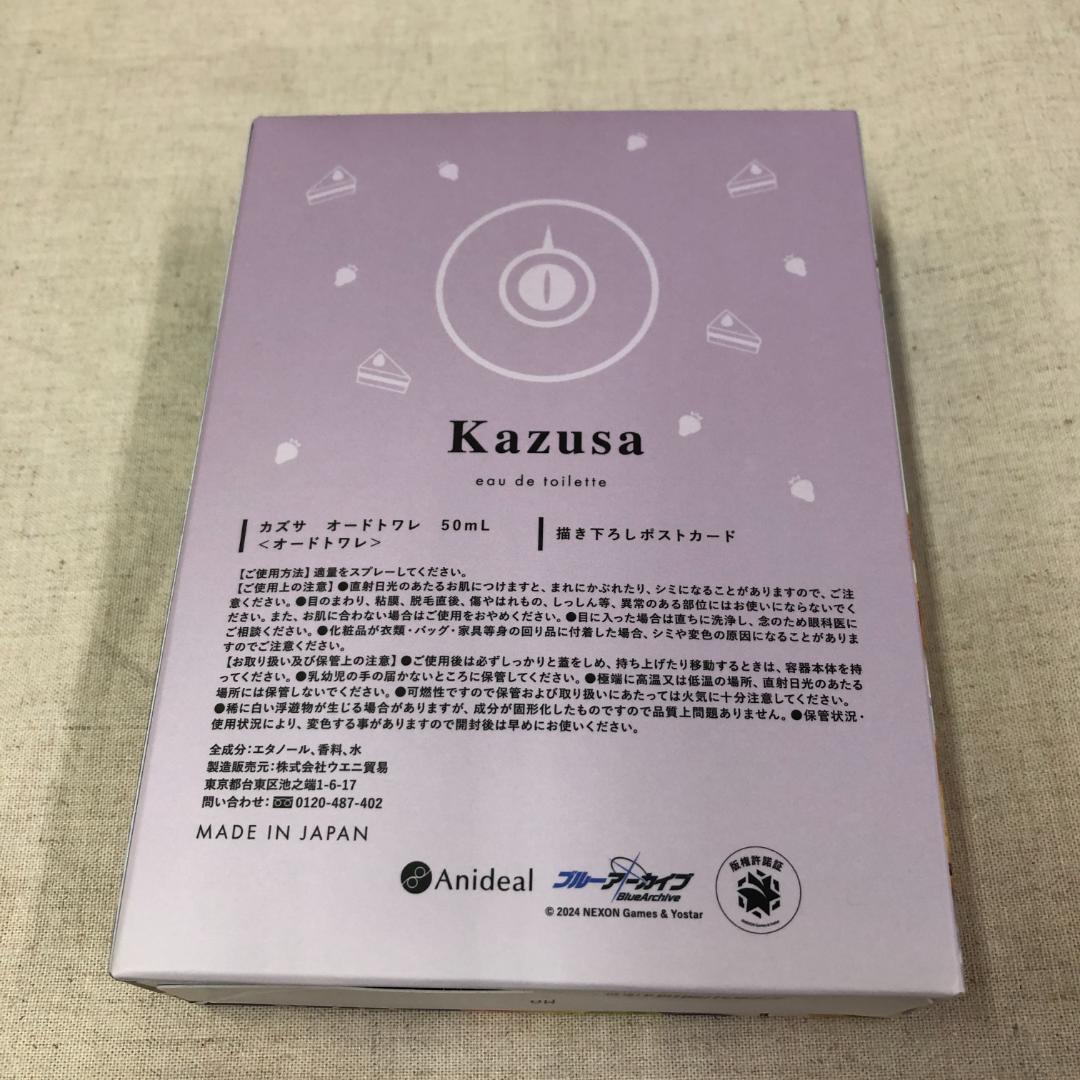 Kazusa
eau de toilette
カズサ オードトワレ 50mL
<オードトワレ>
描き下ろしポストカード
【ご使用方法】適量をスプレーしてください。
【ご使用上の注意】●直射日光のあたるお肌につけますと、まれにかぶれたり、シミになることがありますので、ご注
意ください。●目のまわり、粘膜、脱毛直後、傷やはれもの、しっしん等、異常のある部位にはお使いにならないでく
ださい。また、お肌に合わない場合はご使用をおやめください。●目に入った場合は直ちに洗浄し、念のため眼科医に
ご相談ください。●化粧品が衣類・バッグ・家具等身の回り品に付着した場合、シミや変色の原因になることがありま
すのでご注意ください。
【お取り扱い及び保管上の注意】●ご使用後は必ずしっかりと蓋をしめ、持ち上げたり移動するときは、容器本体を持
ってください。●乳幼児の手の届かないところに保管してください。●極端に高温又は低温の場所、直射日光のあたる
場所には保管しないでください。●可燃性ですので保管および取り扱いにあたっては火気に十分注意してください。
●稀に白い浮遊物が生じる場合がありますが、成分が固形化したものですので品質上問題ありません。●保管状況・
使用状況により、変色する事がありますので開封後は早めにお使いください。
全成分:エタノール、香料、水
製造販売元:株式会社ウエニ貿易
東京都台東区池之端1-6-17
問い合わせ:0120-487-402
MADE IN JAPAN
Anideal
ブルーアーカイブ
BlueArchive
© 2024 NEXON Games & Yostar
版権許諾証
NEXON Games & Yostar